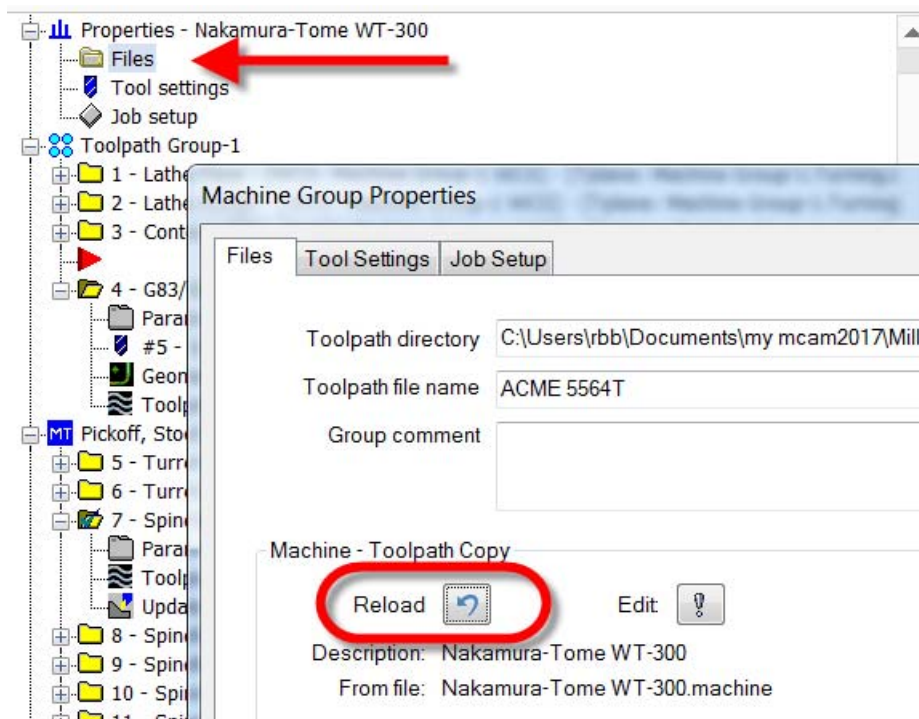 Properties - Nakamura-Tome WT-300
Files
Tool settings
Job setup
Toolpath Group-1
1 - Lathe
2 - Lathe
3 - Cont
4 - G83/
Parar
#5 -
Geon
Toolp
MT Pickoff, Sto
5 - Turr
6 - Turr
7 - Spin
Parar
Toolp
Upda
8 - Spin
9 - Spin
10 - Spi
Machine Group Properties
Files Tool Settings Job Setup
Toolpath directory C:\Users\rbb\Documents\my mcam2017\Mill
Toolpath file name ACME 5564T
Group comment
Machine - Toolpath Copy
Reload Edit:
Description: Nakamura-Tome WT-300
From file: Nakamura-Tome WT-300.machine